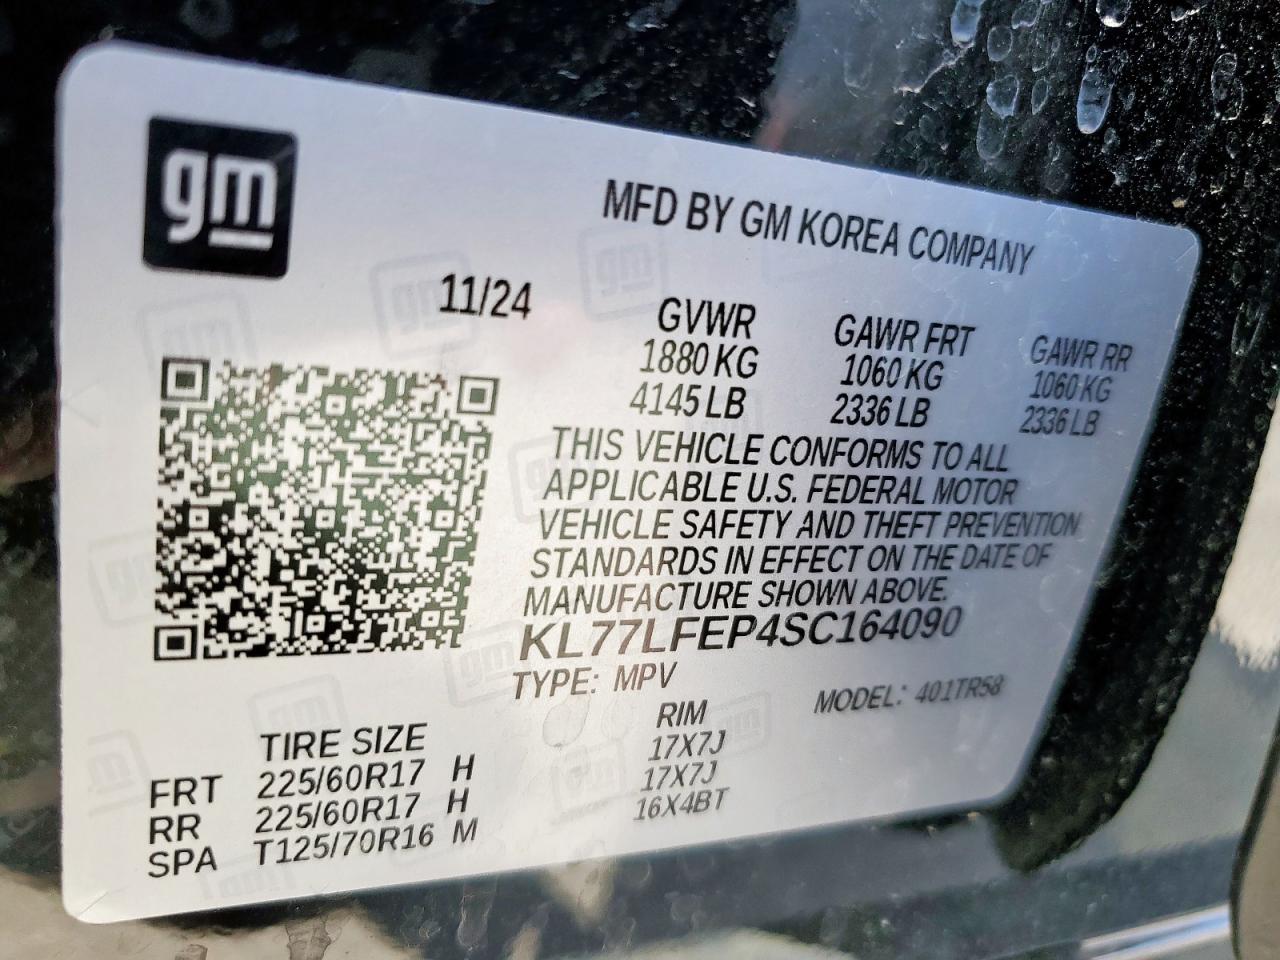 gm
MFD BY GM KOREA COMPANY
11/24
GVWR GAWR FRT GAWR RR
1880 KG 1060 KG 1060 KG
4145 LB 2336 LB 2336 LB
THIS VEHICLE CONFORMS TO ALL
APPLICABLE U.S. FEDERAL MOTOR
VEHICLE SAFETY AND THEFT PREVENTION
STANDARDS IN EFFECT ON THE DATE OF
MANUFACTURE SHOWN ABOVE.
KL77LFEP4SC164090
TYPE: MPV MODEL: 401TR58
TIRE SIZE RIM
FRT 225/60R17 H 17X7J
RR 225/60R17 H 17X7J
SPA T125/70R16 M 16X4BT